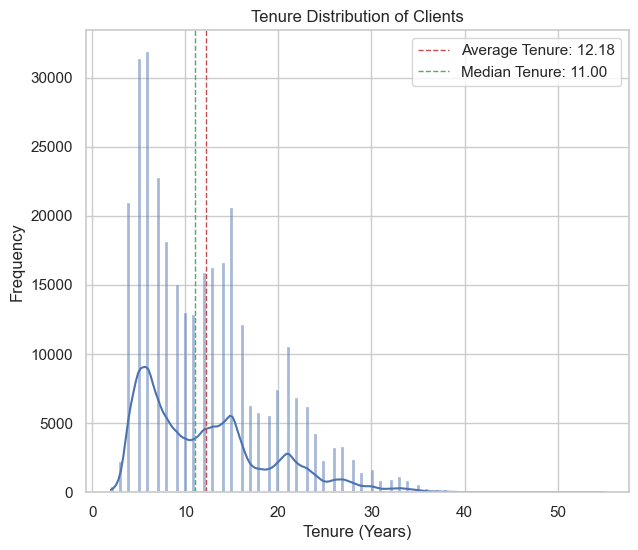 Tenure Distribution of Clients
Average Tenure: 12.18
Median Tenure: 11.00
Frequency
30000
25000
20000
15000
10000
5000
0
0 10 20 30 40 50
Tenure (Years)